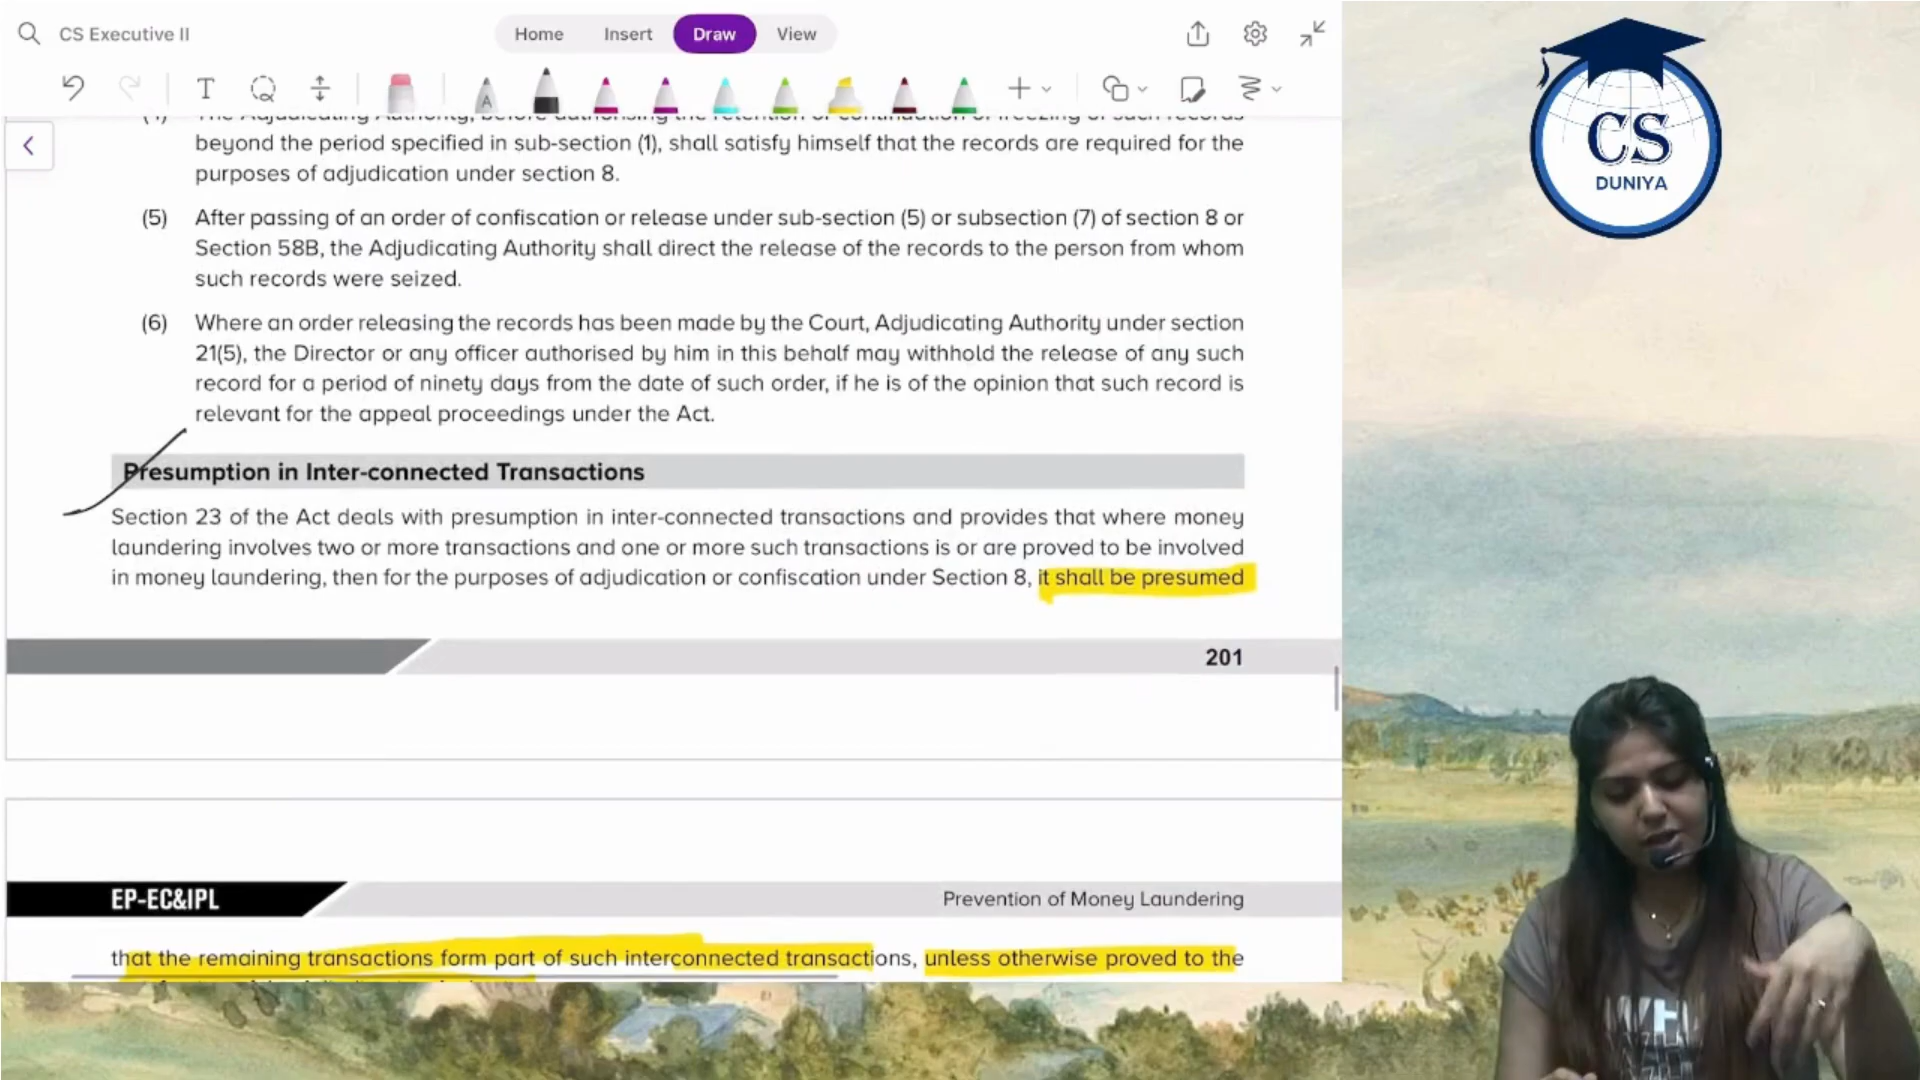 CS Executive II
Home Insert Draw View
T
A
beyond the period specified in sub-section (1), shall satisfy himself that the records are required for the
purposes of adjudication under section 8.
(5) After passing of an order of confiscation or release under sub-section (5) or subsection (7) of section 8 or
Section 58B, the Adjudicating Authority shall direct the release of the records to the person from whom
such records were seized.
(6) Where an order releasing the records has been made by the Court, Adjudicating Authority under section
21(5), the Director or any officer authorised by him in this behalf may withhold the release of any such
record for a period of ninety days from the date of such order, if he is of the opinion that such record is
relevant for the appeal proceedings under the Act.
Presumption in Inter-connected Transactions
Section 23 of the Act deals with presumption in inter-connected transactions and provides that where money
laundering involves two or more transactions and one or more such transactions is or are proved to be involved
in money laundering, then for the purposes of adjudication or confiscation under Section 8, it shall be presumed
201
EP-EC&IPL
Prevention of Money Laundering
that the remaining transactions form part of such interconnected transactions, unless otherwise proved to the
CS
DUNIYA